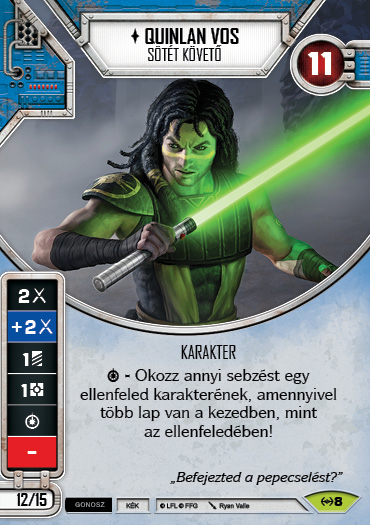 QUINLAN VOS
SÖTÉT KÖVETŐ
11
2
+2
1
1
-
12/15
KARAKTER
- Okozz annyi sebzést egy
ellenfeled karakterének, amennyivel
több lap van a kezedben, mint
az ellenfeledében!
„Befejezted a pepecselést?”
GONOSZ
KÉK
© LFL © FFG
Ryan Valle
8